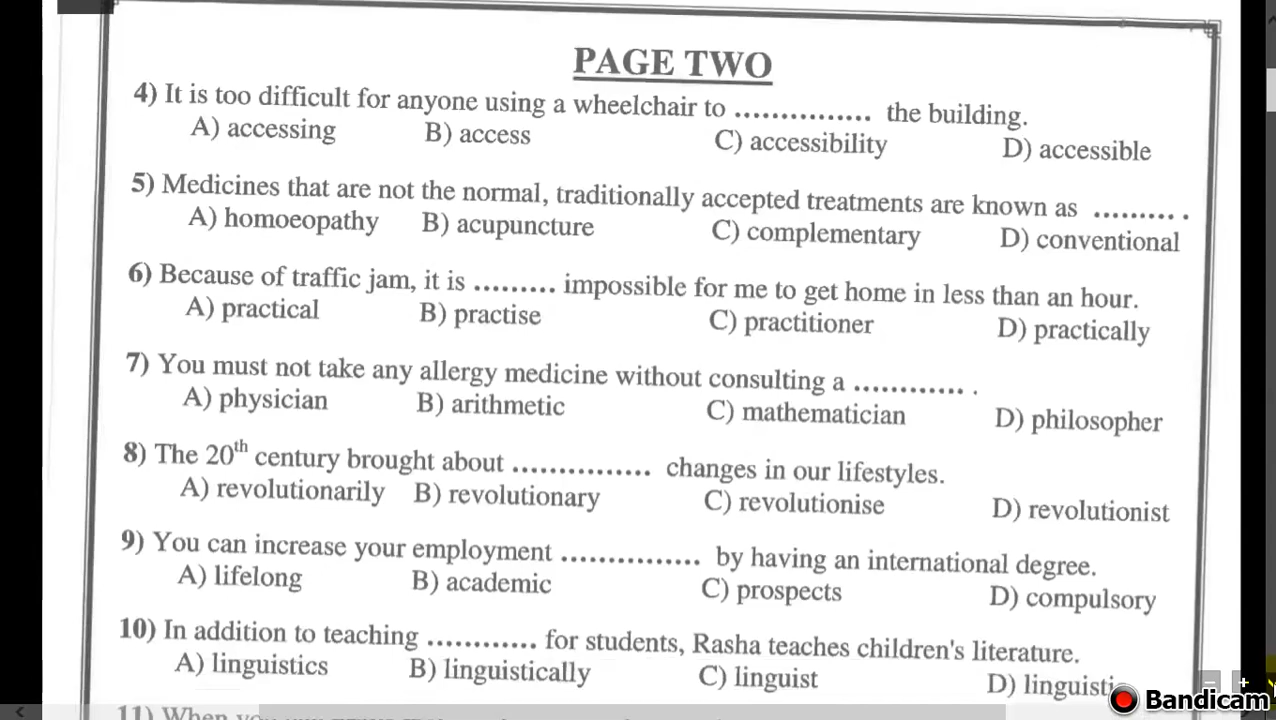 PAGE TWO
4) It is too difficult for anyone using a wheelchair to ............... the building.
A) accessing B) access C) accessibility D) accessible
5) Medicines that are not the normal, traditionally accepted treatments are known as .......... .
A) homoeopathy B) acupuncture C) complementary D) conventional
6) Because of traffic jam, it is ......... impossible for me to get home in less than an hour.
A) practical B) practise C) practitioner D) practically
7) You must not take any allergy medicine without consulting a ............ .
A) physician B) arithmetic C) mathematician D) philosopher
8) The 20th century brought about ............... changes in our lifestyles.
A) revolutionarily B) revolutionary C) revolutionise D) revolutionist
9) You can increase your employment ............... by having an international degree.
A) lifelong B) academic C) prospects D) compulsory
10) In addition to teaching ............ for students, Rasha teaches children's literature.
A) linguistics B) linguistically C) linguist D)
11) When
Bandicam